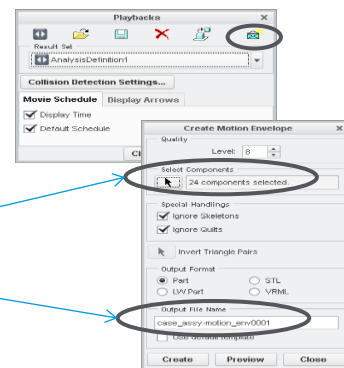 Playbacks
Result Set
AnalysisDefinition1
Collision Detection Settings...
Movie Schedule Display Arrows
Display Time
Default Schedule
Create Motion Envelope
Quality
Level: 8
Select Components
24 components selected.
Special Handlings
Ignore Skeletons
Ignore Quilts
Invert Triangle Pairs
Output Format
Part STL
LW Part VRML
Output File Name
case_assy-motion_env0001
Use default template
Create Preview Close